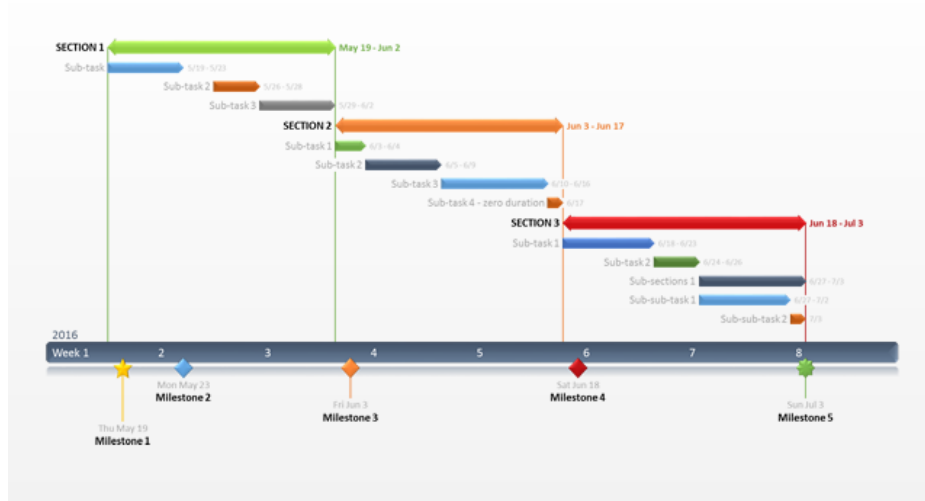 SECTION 1 May 19 - Jun 2
Sub-task 5/19 - 5/23
Sub-task 2 5/26 - 5/28
Sub-task 3 5/29 - 6/2
SECTION 2 Jun 3 - Jun 17
Sub-task 1 6/3 - 6/4
Sub-task 2 6/5 - 6/9
Sub-task 3 6/10 - 6/16
Sub-task 4 - zero duration 6/17
SECTION 3 Jun 18 - Jul 3
Sub-task 1 6/18 - 6/23
Sub-task 2 6/24 - 6/26
Sub-sections 1 6/27 - 7/3
Sub-sub-task 1 6/27 - 7/2
Sub-sub-task 2 7/3
2016
Week 1 2 3 4 5 6 7 8
Mon May 23
Milestone 2
Sat Jun 18
Milestone 4
Fri Jun 3
Milestone 3
Sun Jul 3
Milestone 5
Thu May 19
Milestone 1